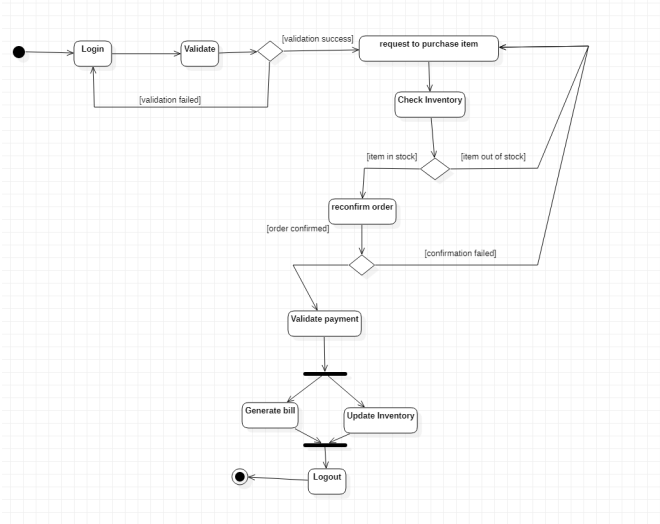 [validation success]
Login
Validate
request to purchase item
[validation failed]
Check Inventory
[item in stock]
[item out of stock]
reconfirm order
[order confirmed]
[confirmation failed]
Validate payment
Generate bill
Update Inventory
Logout